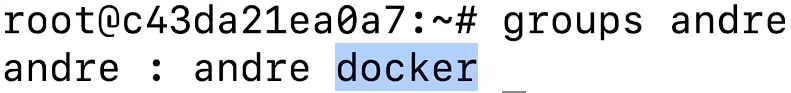 root@c43da21ea0a7:~# groups andre
andre : andre docker